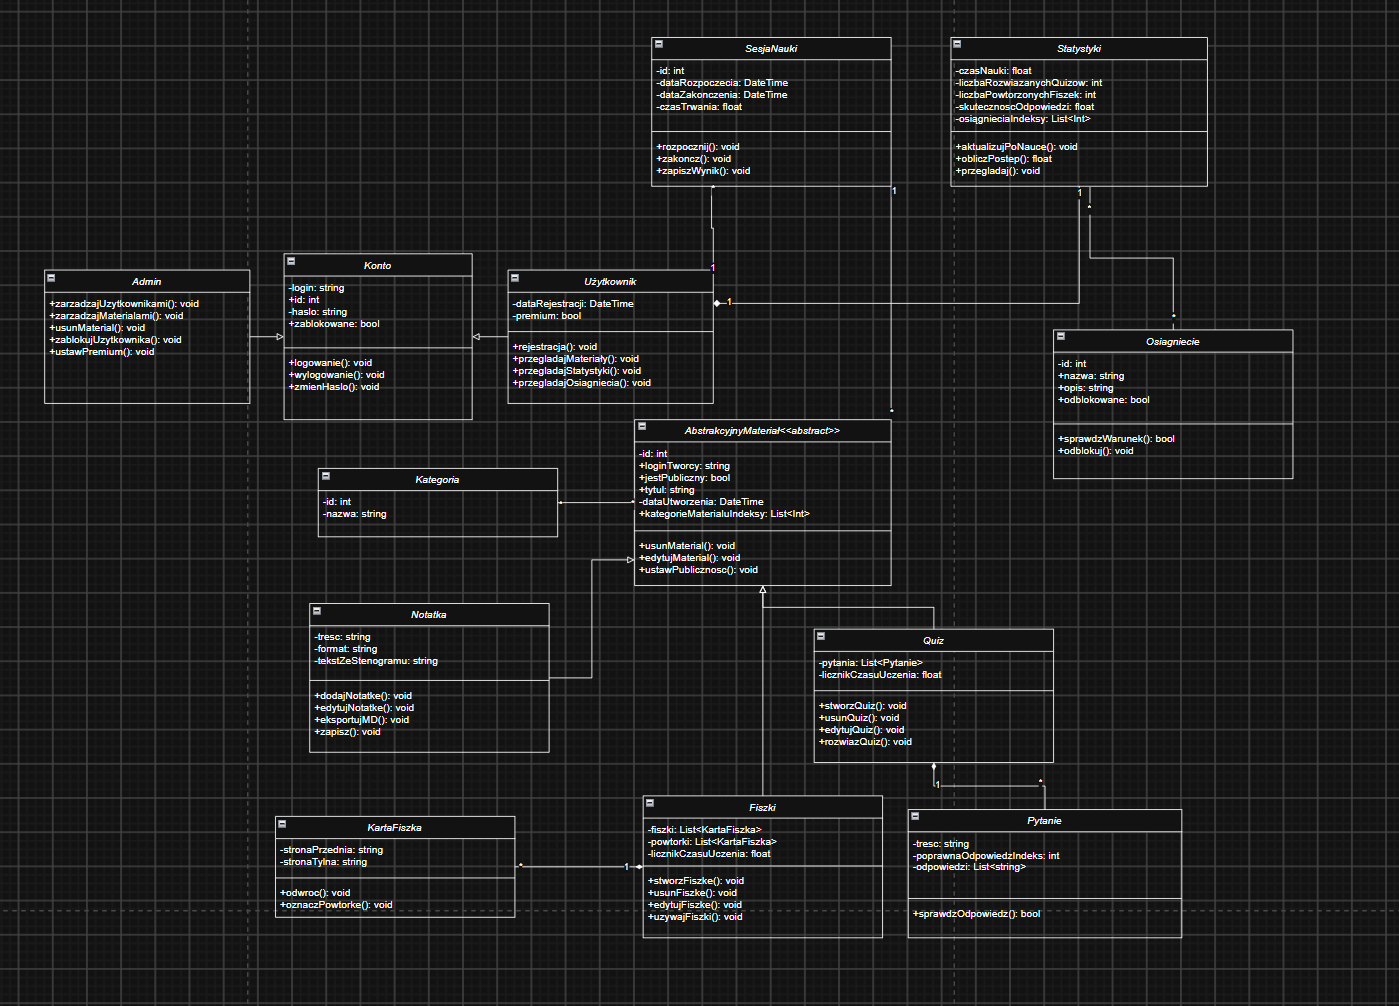 SesjaNauki
-id: int
-dataRozpoczecia: DateTime
-dataZakonczenia: DateTime
-czasTrwania: float
+rozpocznij(): void
+zakoncz(): void
+zapiszWynik(): void
Statystyki
-czasNauki: float
-liczbaRozwiazanychQuizow: int
-liczbaPowtorzonychFiszek: int
-skutecznoscOdpowiedzi: float
-osiągnieciaIndeksy: List<Int>
+aktualizujPoNauce(): void
+obliczPostep(): float
+przegladaj(): void
*
1
1
*
1
*
Admin
+zarzadzajUzytkownikami(): void
+zarzadzajMaterialami(): void
+usunMaterial(): void
+zablokujUzytkownika(): void
+ustawPremium(): void
Konto
-login: string
+id: int
-haslo: string
+zablokowane: bool
+logowanie(): void
+wylogowanie(): void
+zmienHaslo(): void
Użytkownik
-dataRejestracji: DateTime
-premium: bool
+rejestracja(): void
+przegladajMateriały(): void
+przegladajStatystyki(): void
+przegladajOsiagniecia(): void
1
*
Osiagniecie
-id: int
+nazwa: string
+opis: string
+odblokowane: bool
+sprawdzWarunek(): bool
+odblokuj(): void
AbstrakcyjnyMateriał<<abstract>>
-id: int
+loginTworcy: string
+jestPubliczny: bool
+tytul: string
-dataUtworzenia: DateTime
+kategorieMaterialuIndeksy: List<Int>
+usunMaterial(): void
+edytujMaterial(): void
+ustawPublicznosc(): void
Kategoria
-id: int
-nazwa: string
*
*
Notatka
-tresc: string
-format: string
-tekstZeStenogramu: string
+dodajNotatke(): void
+edytujNotatke(): void
+eksportujMD(): void
+zapisz(): void
Quiz
-pytania: List<Pytanie>
-licznikCzasuUczenia: float
+stworzQuiz(): void
+usunQuiz(): void
+edytujQuiz(): void
+rozwiazQuiz(): void
1
*
KartaFiszka
-stronaPrzednia: string
-stronaTylna: string
+odwroc(): void
+oznaczPowtorke(): void
*
1
Fiszki
-fiszki: List<KartaFiszka>
-powtorki: List<KartaFiszka>
-licznikCzasuUczenia: float
+stworzFiszke(): void
+usunFiszke(): void
+edytujFiszke(): void
+uzywajFiszki(): void
Pytanie
-tresc: string
-poprawnaOdpowiedzIndeks: int
-odpowiedzi: List<string>
+sprawdzOdpowiedz(): bool